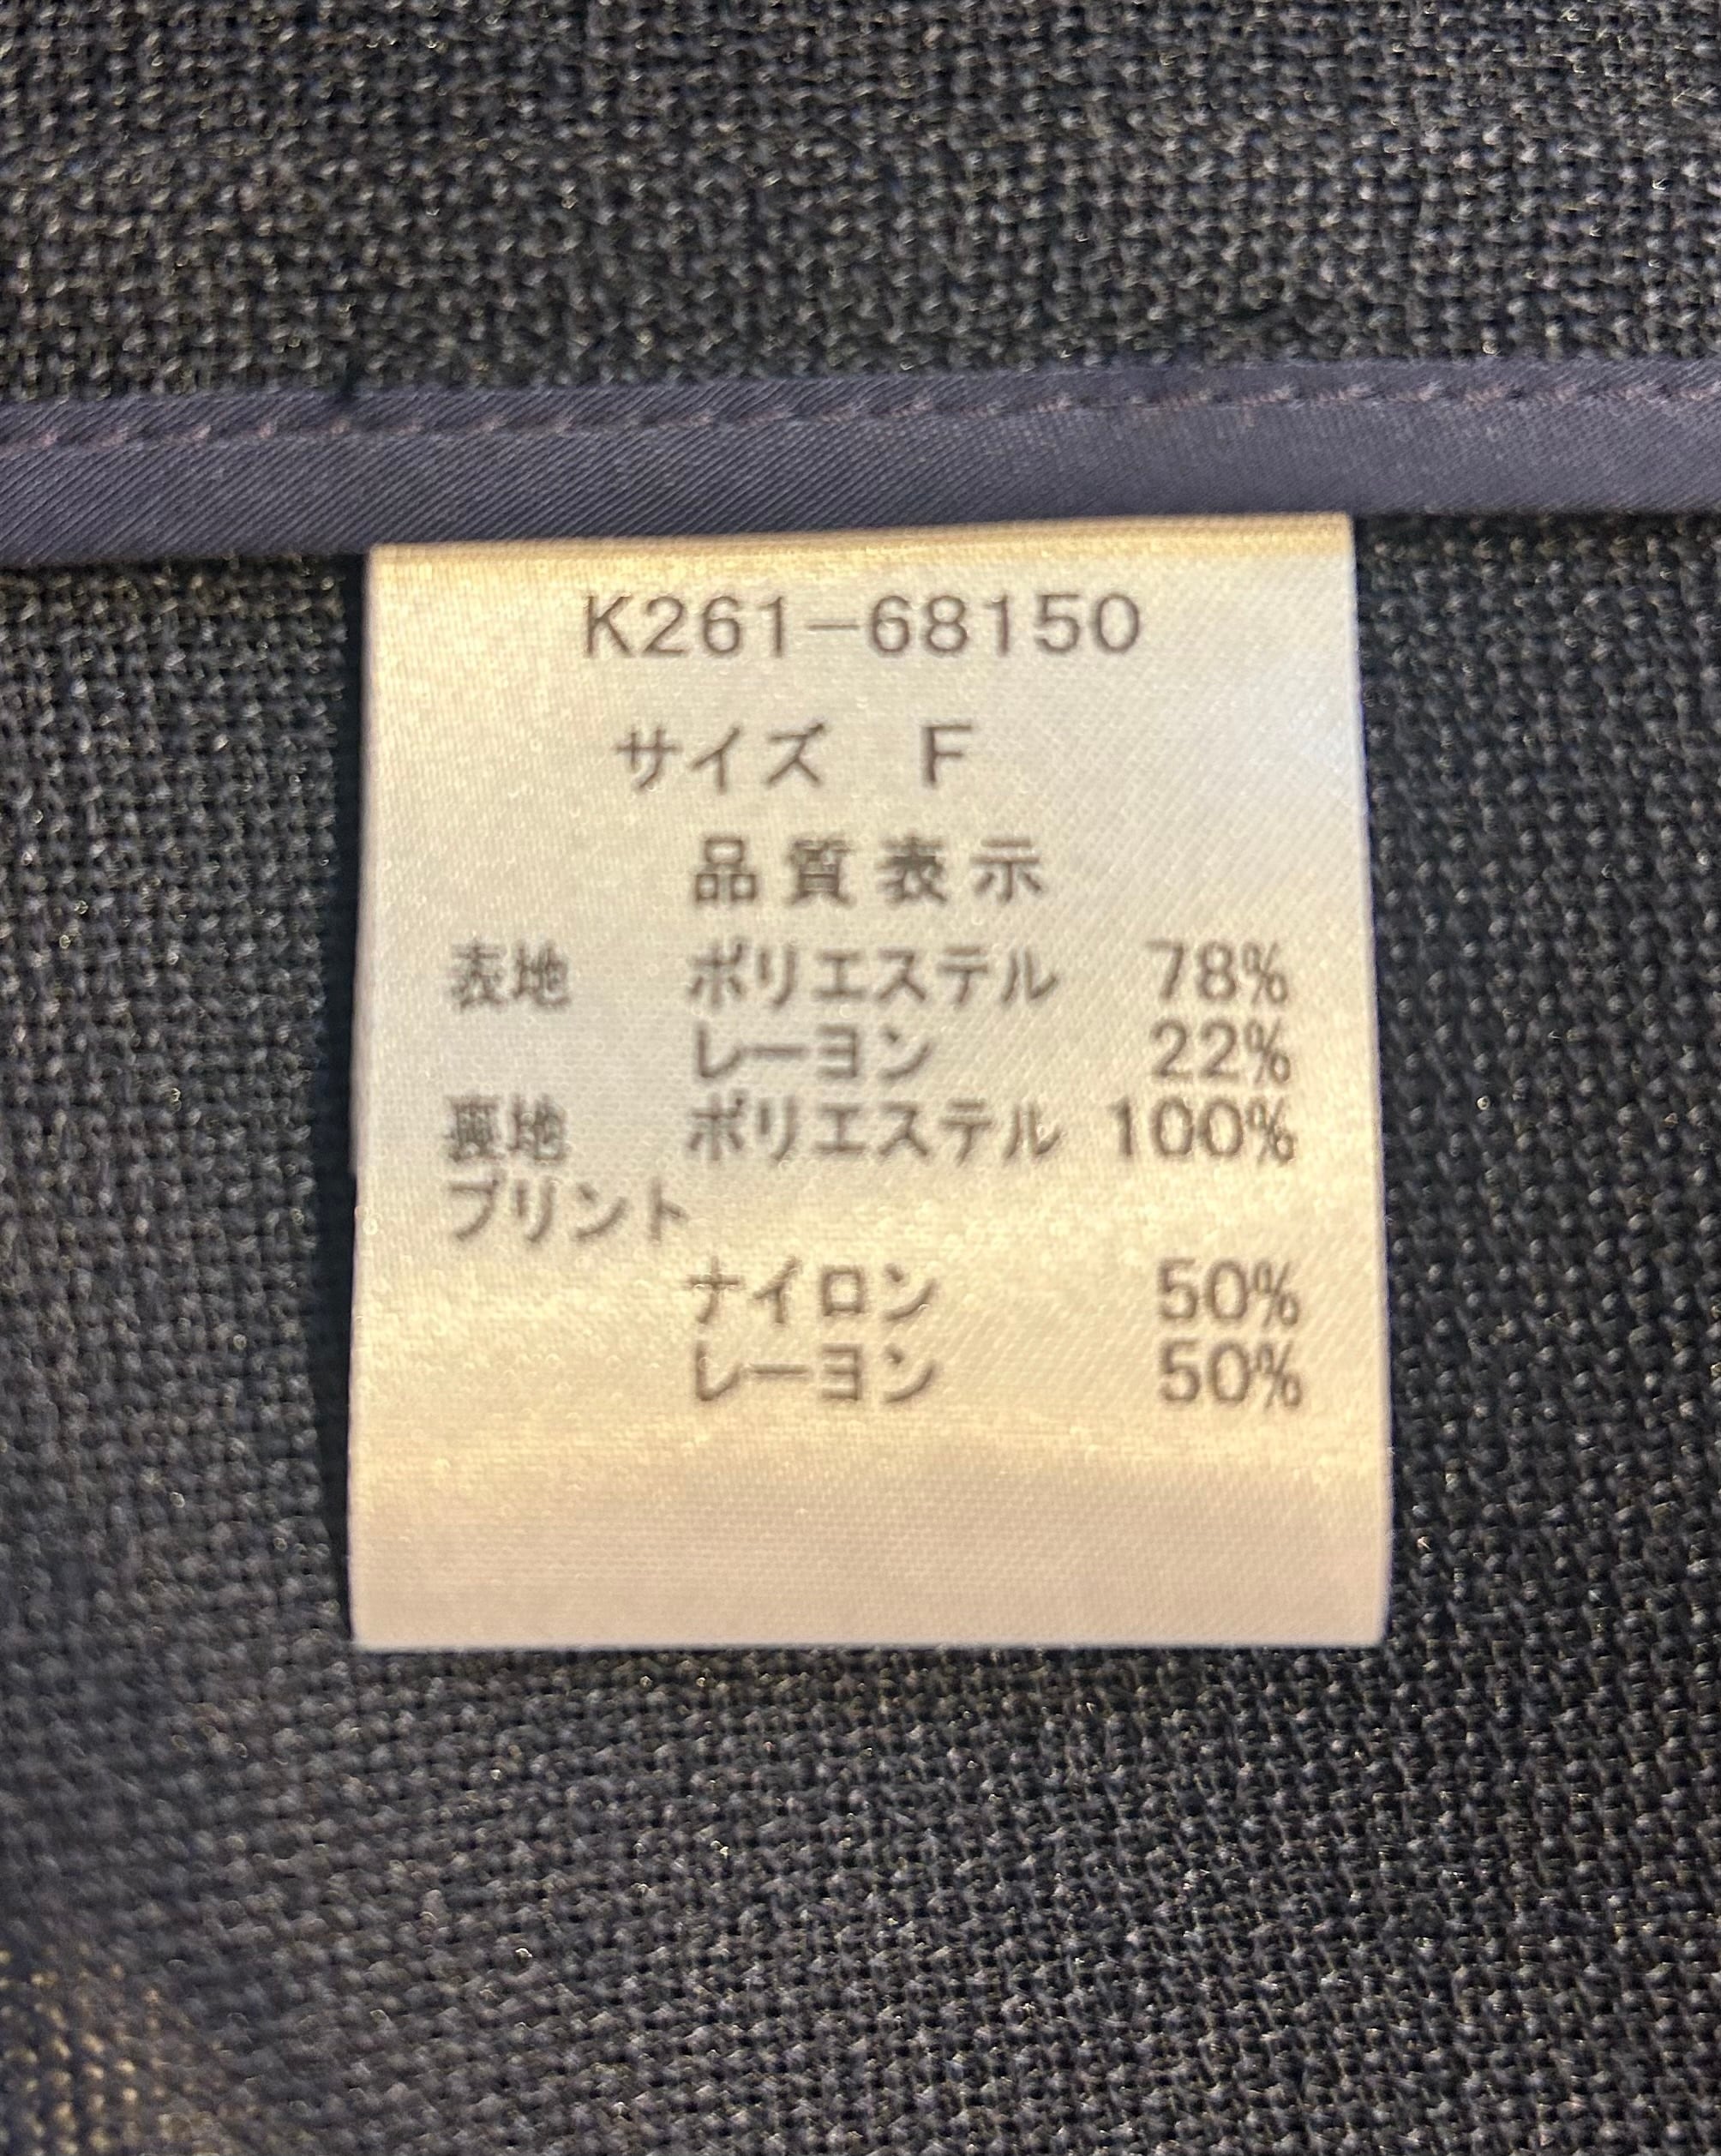 K261-68150
サイズ F
品質表示
表地 ポリエステル 78%
レーヨン 22%
裏地 ポリエステル 100%
プリント
ナイロン 50%
レーヨン 50%